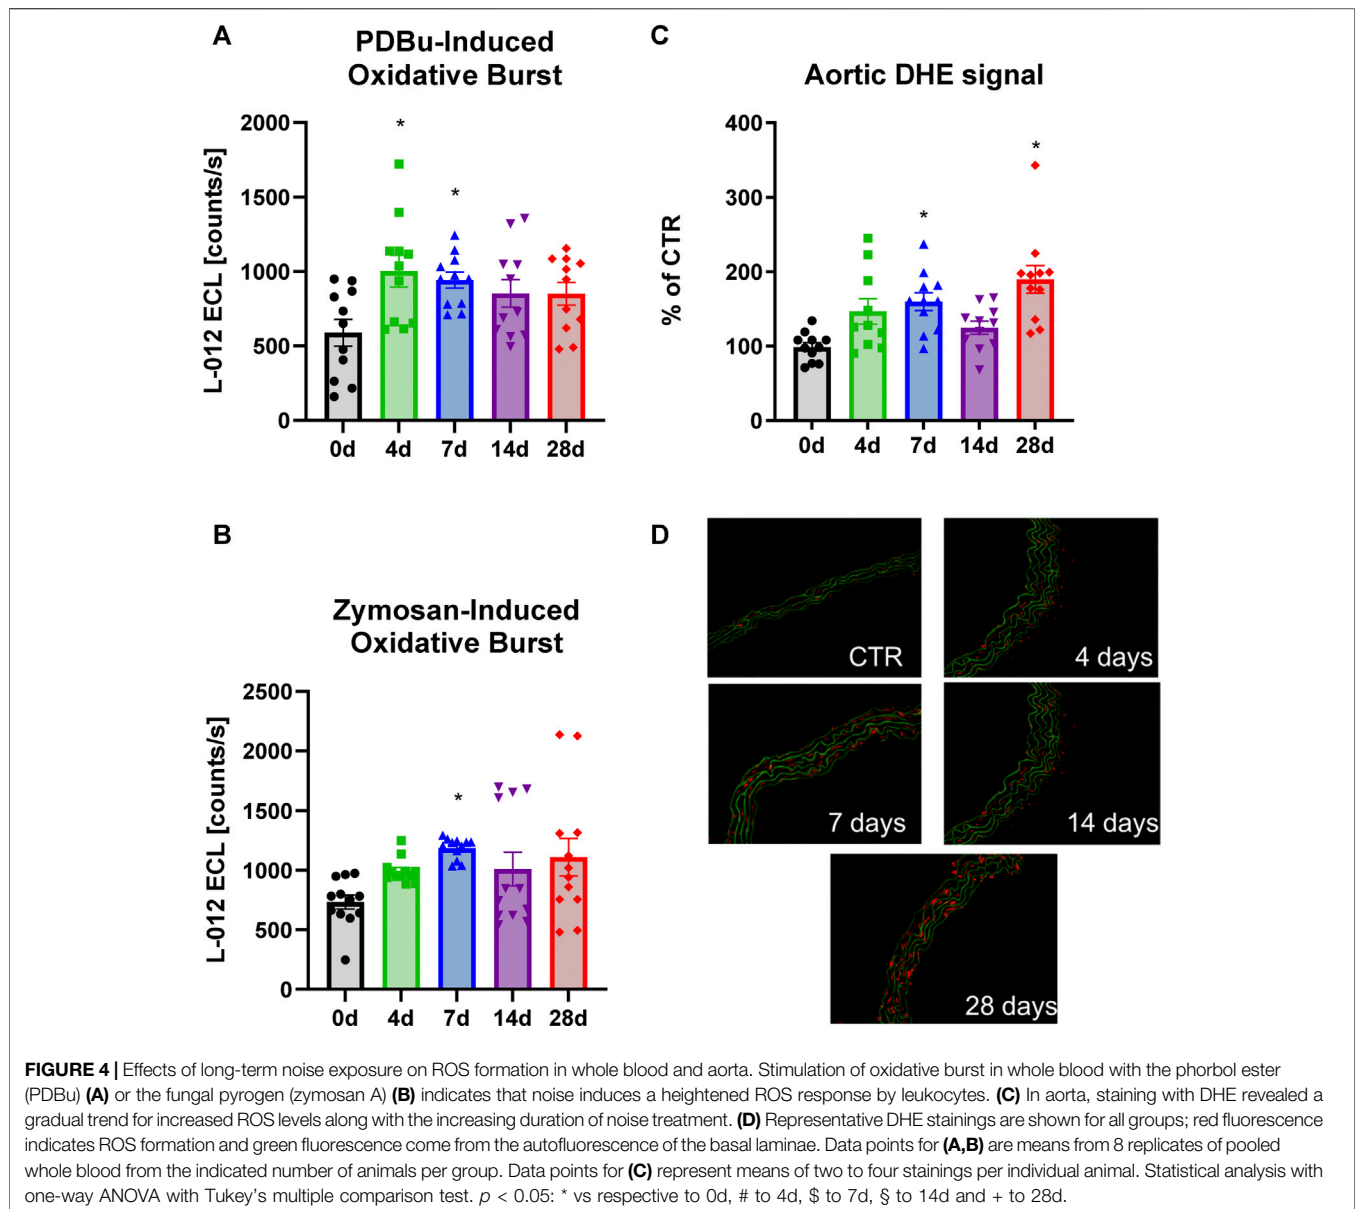 A
PDBu-Induced
Oxidative Burst
L-012 ECL [counts/s]
2000
1500
1000
500
0
*
*
0d 4d 7d 14d 28d
C
Aortic DHE signal
% of CTR
400
300
200
100
0
*
*
0d 4d 7d 14d 28d
B
Zymosan-Induced
Oxidative Burst
L-012 ECL [counts/s]
2500
2000
1500
1000
500
0
*
0d 4d 7d 14d 28d
D
CTR
4 days
7 days
14 days
28 days
FIGURE 4 | Effects of long-term noise exposure on ROS formation in whole blood and aorta. Stimulation of oxidative burst in whole blood with the phorbol ester
(PDBu) (A) or the fungal pyrogen (zymosan A) (B) indicates that noise induces a heightened ROS response by leukocytes. (C) In aorta, staining with DHE revealed a
gradual trend for increased ROS levels along with the increasing duration of noise treatment. (D) Representative DHE stainings are shown for all groups; red fluorescence
indicates ROS formation and green fluorescence come from the autofluorescence of the basal laminae. Data points for (A,B) are means from 8 replicates of pooled
whole blood from the indicated number of animals per group. Data points for (C) represent means of two to four stainings per individual animal. Statistical analysis with
one-way ANOVA with Tukey's multiple comparison test. p < 0.05: * vs respective to 0d, # to 4d, $ to 7d, § to 14d and + to 28d.